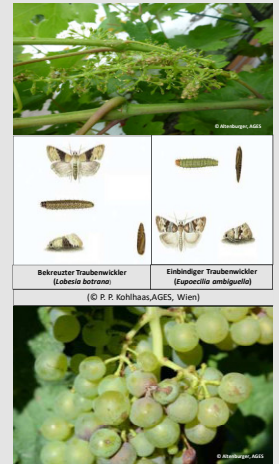 © Altenburger, AGES
Bekreuzter Traubenwickler
(Lobesia botrana)
Einbindiger Traubenwickler
(Eupoecilia ambiguella)
(© P. P. Kohlhaas,AGES, Wien)
© Altenburger, AGES